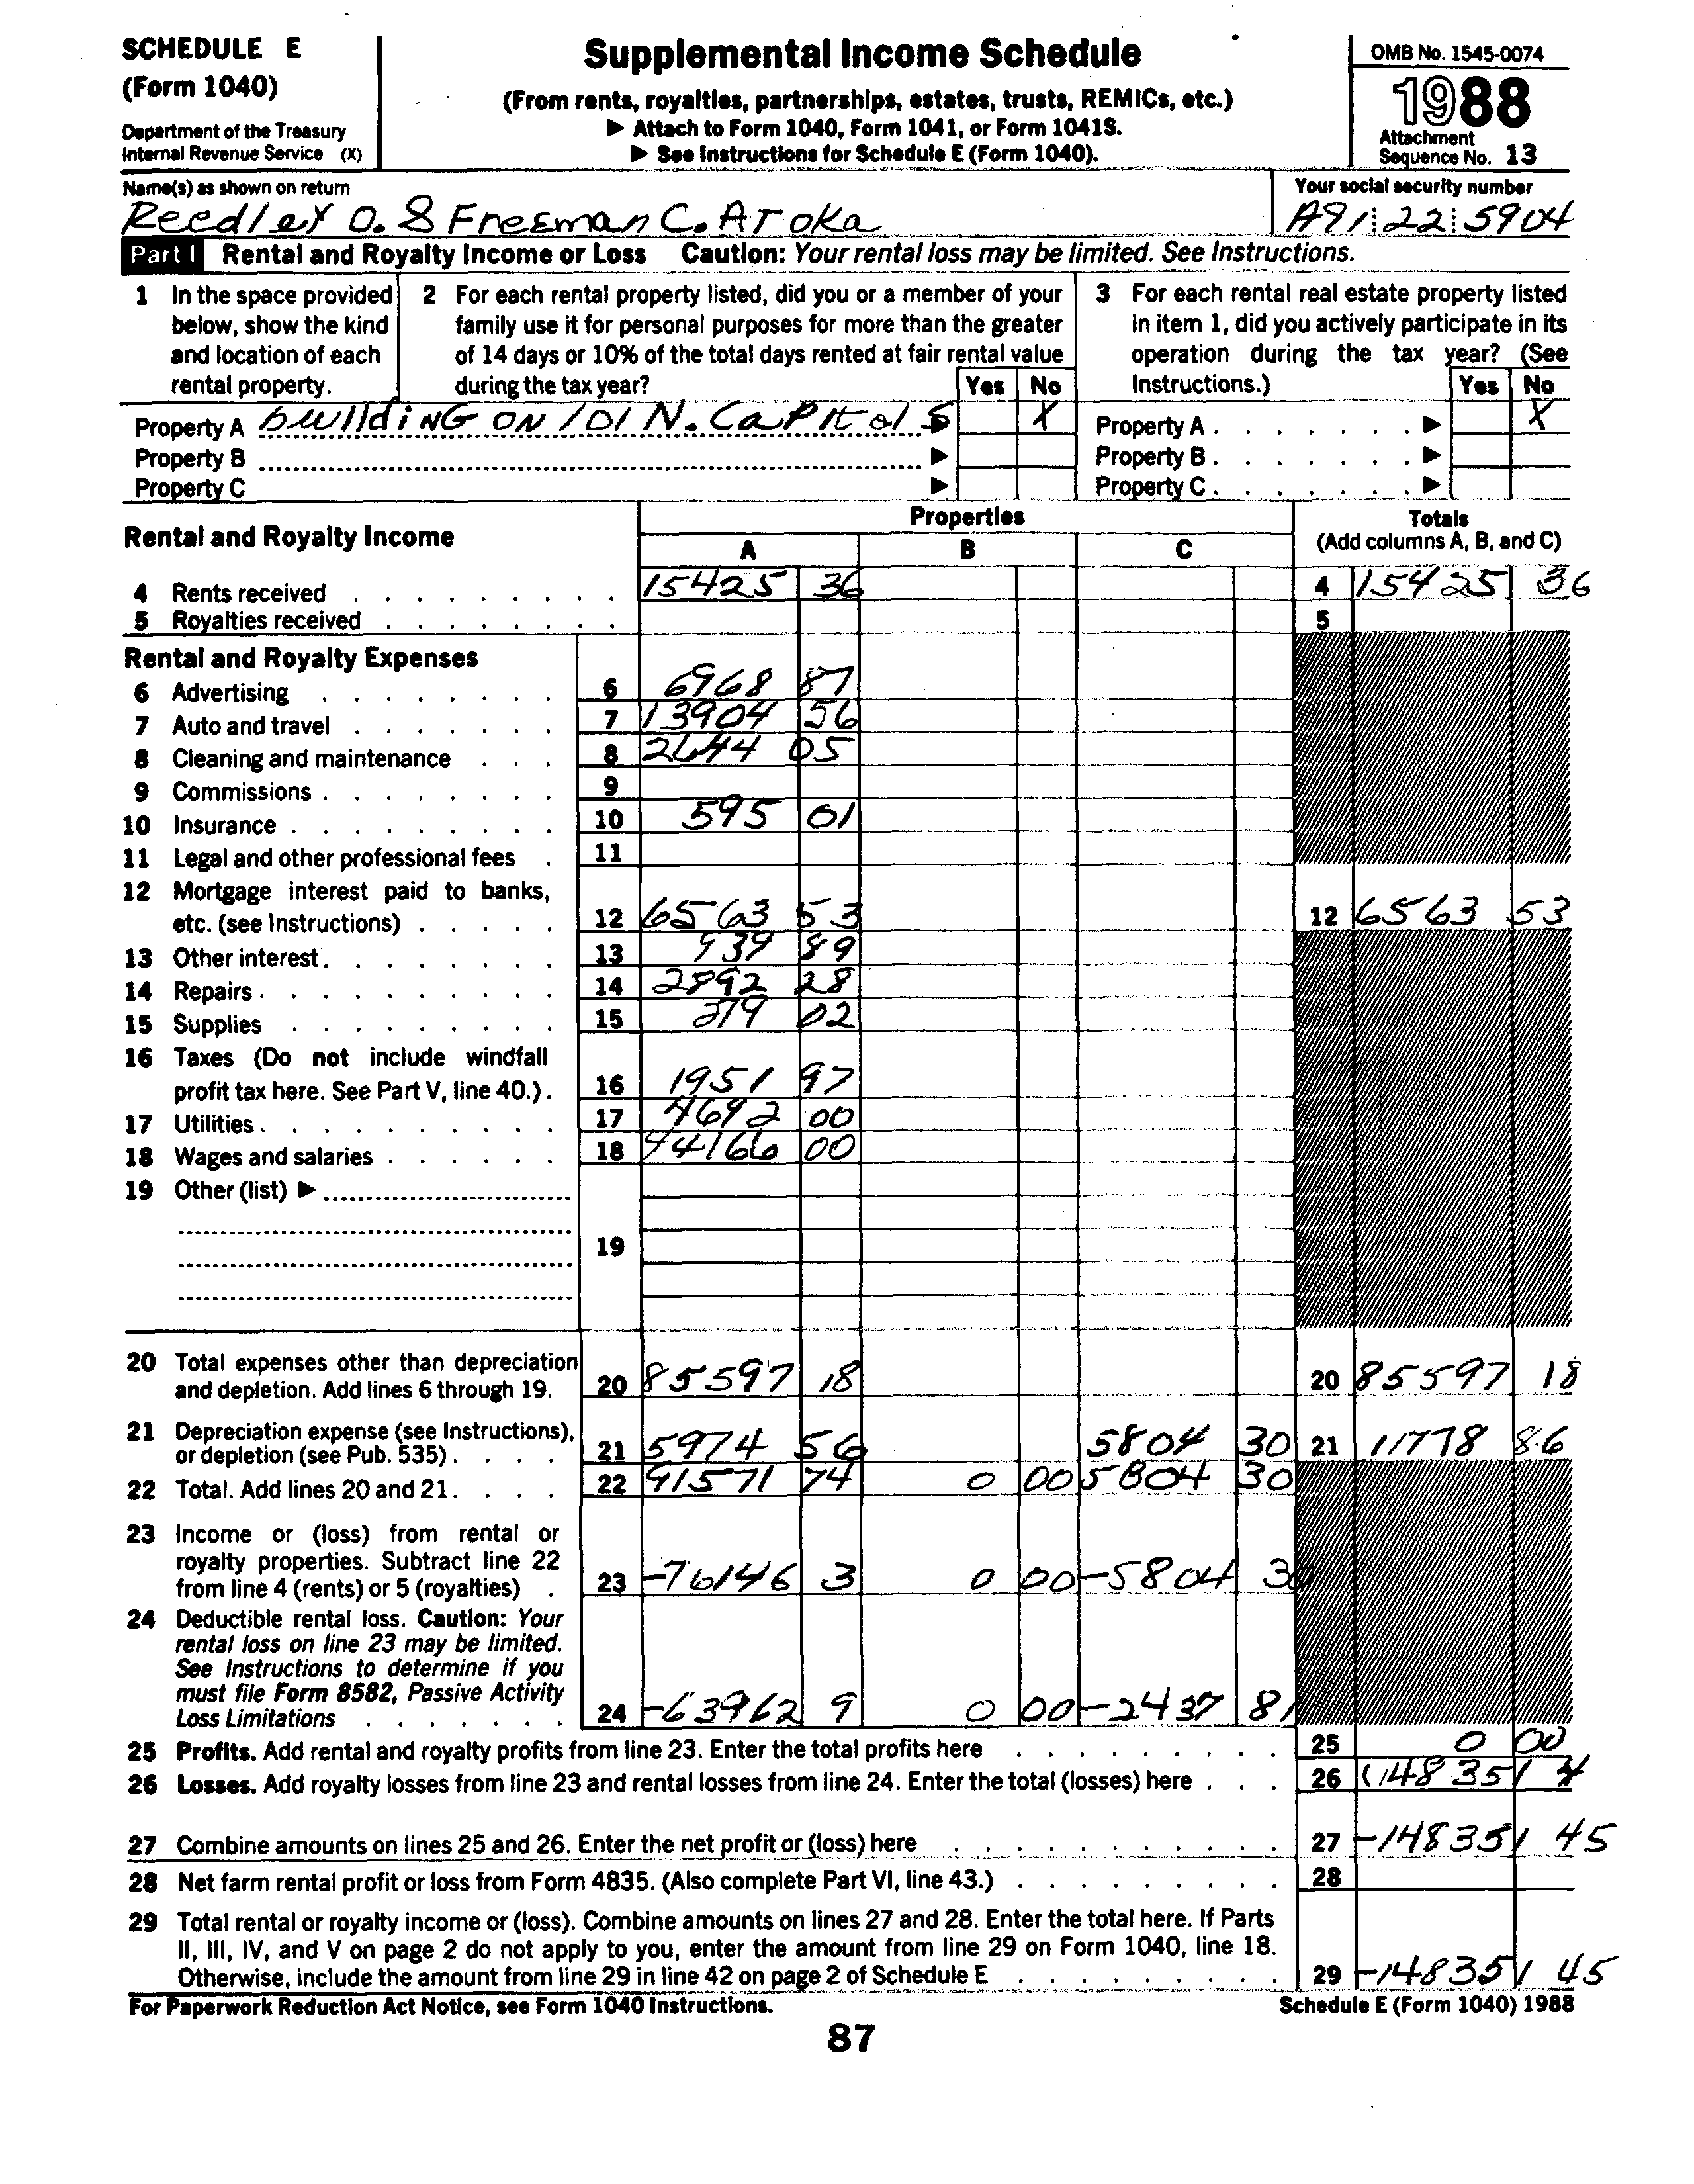 SCHEDULE E
(Form 1040)
Department of the Treasury
Internal Revenue Service (X)
Supplemental Income Schedule
(From rents, royalties, partnerships, estates, trusts, REMICs, etc.)
▶ Attach to Form 1040, Form 1041, or Form 1041S.
▶ See Instructions for Schedule E (Form 1040).
OMB No. 1545-0074
1988
Attachment
Sequence No. 13
Name(s) as shown on return
Reedley O. & Freeman C. Aroka
Your social security number
A91 22 5904
Part I Rental and Royalty Income or Loss Caution: Your rental loss may be limited. See Instructions.
1 In the space provided
below, show the kind
and location of each
rental property.
2 For each rental property listed, did you or a member of your
family use it for personal purposes for more than the greater
of 14 days or 10% of the total days rented at fair rental value
during the tax year?
Yes No
3 For each rental real estate property listed
in item 1, did you actively participate in its
operation during the tax year? (See
Instructions.)
Yes No
Property A building on 101 N. Capitol S ▶ X
Property B ▶
Property C ▶
Property A ▶ X
Property B ▶
Property C ▶
Rental and Royalty Income
Properties
A B C
Totals
(Add columns A, B, and C)
4 Rents received 15425 36 4 15425 36
5 Royalties received 5
Rental and Royalty Expenses
6 Advertising 6 6968 87
7 Auto and travel 7 13904 56
8 Cleaning and maintenance 8 2644 05
9 Commissions 9
10 Insurance 10 595 01
11 Legal and other professional fees 11
12 Mortgage interest paid to banks,
etc. (see Instructions) 12 6563 53 12 6563 53
13 Other interest 13 939 89
14 Repairs 14 2892 28
15 Supplies 15 279 02
16 Taxes (Do not include windfall
profit tax here. See Part V, line 40.) 16 1951 97
17 Utilities 17 4692 00
18 Wages and salaries 18 44166 00
19 Other (list) ▶
19
20 Total expenses other than depreciation
and depletion. Add lines 6 through 19. 20 85597 18 20 85597 18
21 Depreciation expense (see Instructions),
or depletion (see Pub. 535) 21 5974 56 5804 30 21 11778 86
22 Total. Add lines 20 and 21 22 91571 74 0 00 5804 30
23 Income or (loss) from rental or
royalty properties. Subtract line 22
from line 4 (rents) or 5 (royalties) 23 -76146 3 0 00 -5804 30
24 Deductible rental loss. Caution: Your
rental loss on line 23 may be limited.
See Instructions to determine if you
must file Form 8582, Passive Activity
Loss Limitations 24 -63962 9 0 00 -2437 81
25 Profits. Add rental and royalty profits from line 23. Enter the total profits here 25 0 00
26 Losses. Add royalty losses from line 23 and rental losses from line 24. Enter the total (losses) here 26 (148351 4
27 Combine amounts on lines 25 and 26. Enter the net profit or (loss) here 27 -148351 45
28 Net farm rental profit or loss from Form 4835. (Also complete Part VI, line 43.) 28
29 Total rental or royalty income or (loss). Combine amounts on lines 27 and 28. Enter the total here. If Parts
II, III, IV, and V on page 2 do not apply to you, enter the amount from line 29 on Form 1040, line 18.
Otherwise, include the amount from line 29 in line 42 on page 2 of Schedule E 29 -148351 45
For Paperwork Reduction Act Notice, see Form 1040 Instructions.
Schedule E (Form 1040) 1988
87